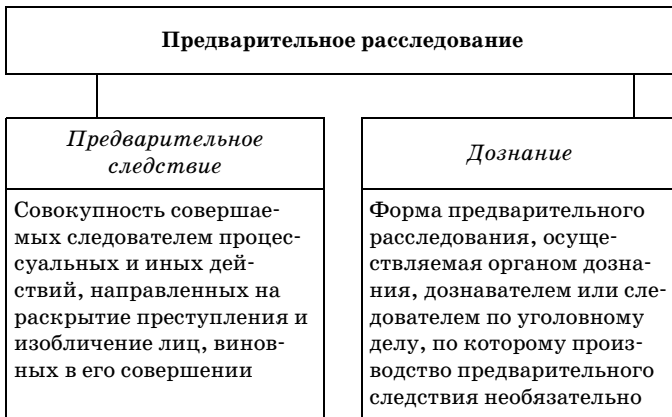 Предварительное расследование
Предварительное
следствие
Совокупность совершае-
мых следователем процес-
суальных и иных дей-
ствий, направленных на
раскрытие преступления и
изобличение лиц, винов-
ных в его совершении
Дознание
Форма предварительного
расследования, осуще-
ствляемая органом дозна-
ния, дознавателем или сле-
дователем по уголовному
делу, по которому произ-
водство предварительного
следствия необязательно